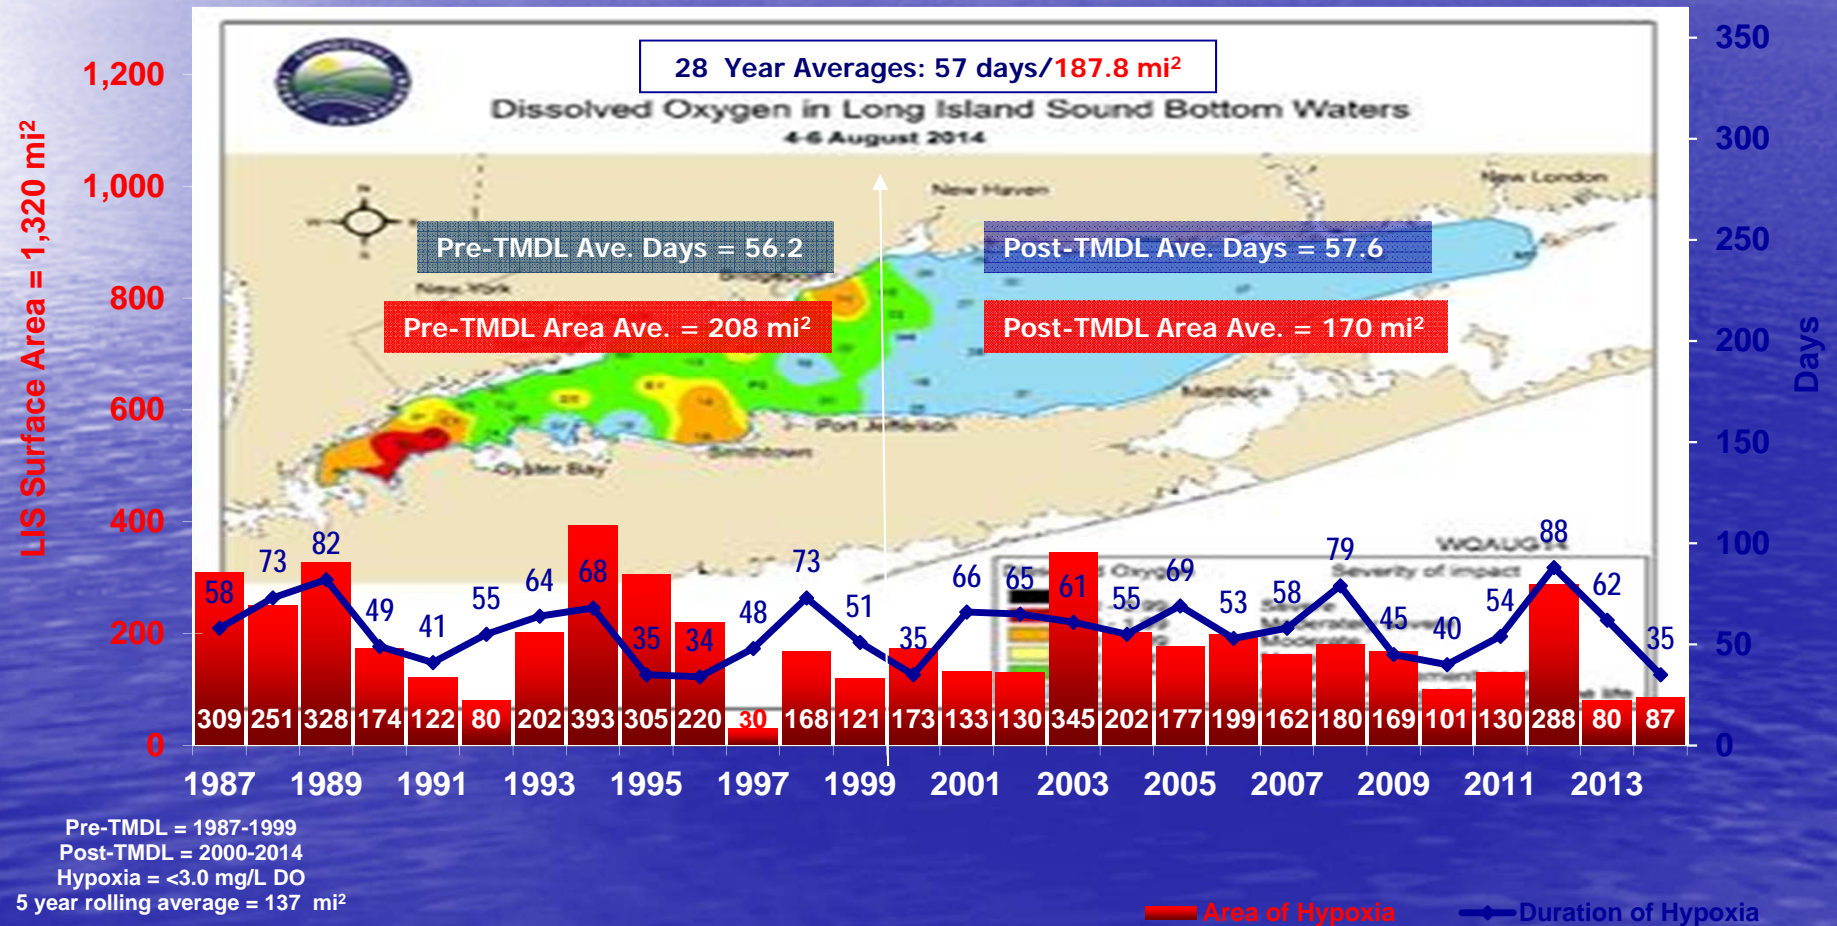 28 Year Averages: 57 days/187.8 mi²
Dissolved Oxygen in Long Island Sound Bottom Waters
4-6 August 2014
New Haven
New London
New York
Port Jefferson
Mattituck
Smithtown
Oyster Bay
Pre-TMDL Ave. Days = 56.2
Post-TMDL Ave. Days = 57.6
Pre-TMDL Area Ave. = 208 mi²
Post-TMDL Area Ave. = 170 mi²
WQAUG14
Severity of impact
Severe
Moderate
LIS Surface Area = 1,320 mi²
1,200
1,000
800
600
400
200
0
350
300
250
200
150
100
50
0
Days
58 73 82 49 41 55 64 68 35 34 48 73 51 35 66 65 61 55 69 53 58 79 45 40 54 88 62 35
309 251 328 174 122 80 202 393 305 220 30 168 121 173 133 130 345 202 177 199 162 180 169 101 130 288 80 87
1987 1989 1991 1993 1995 1997 1999 2001 2003 2005 2007 2009 2011 2013
Pre-TMDL = 1987-1999
Post-TMDL = 2000-2014
Hypoxia = <3.0 mg/L DO
5 year rolling average = 137 mi²
Area of Hypoxia
Duration of Hypoxia